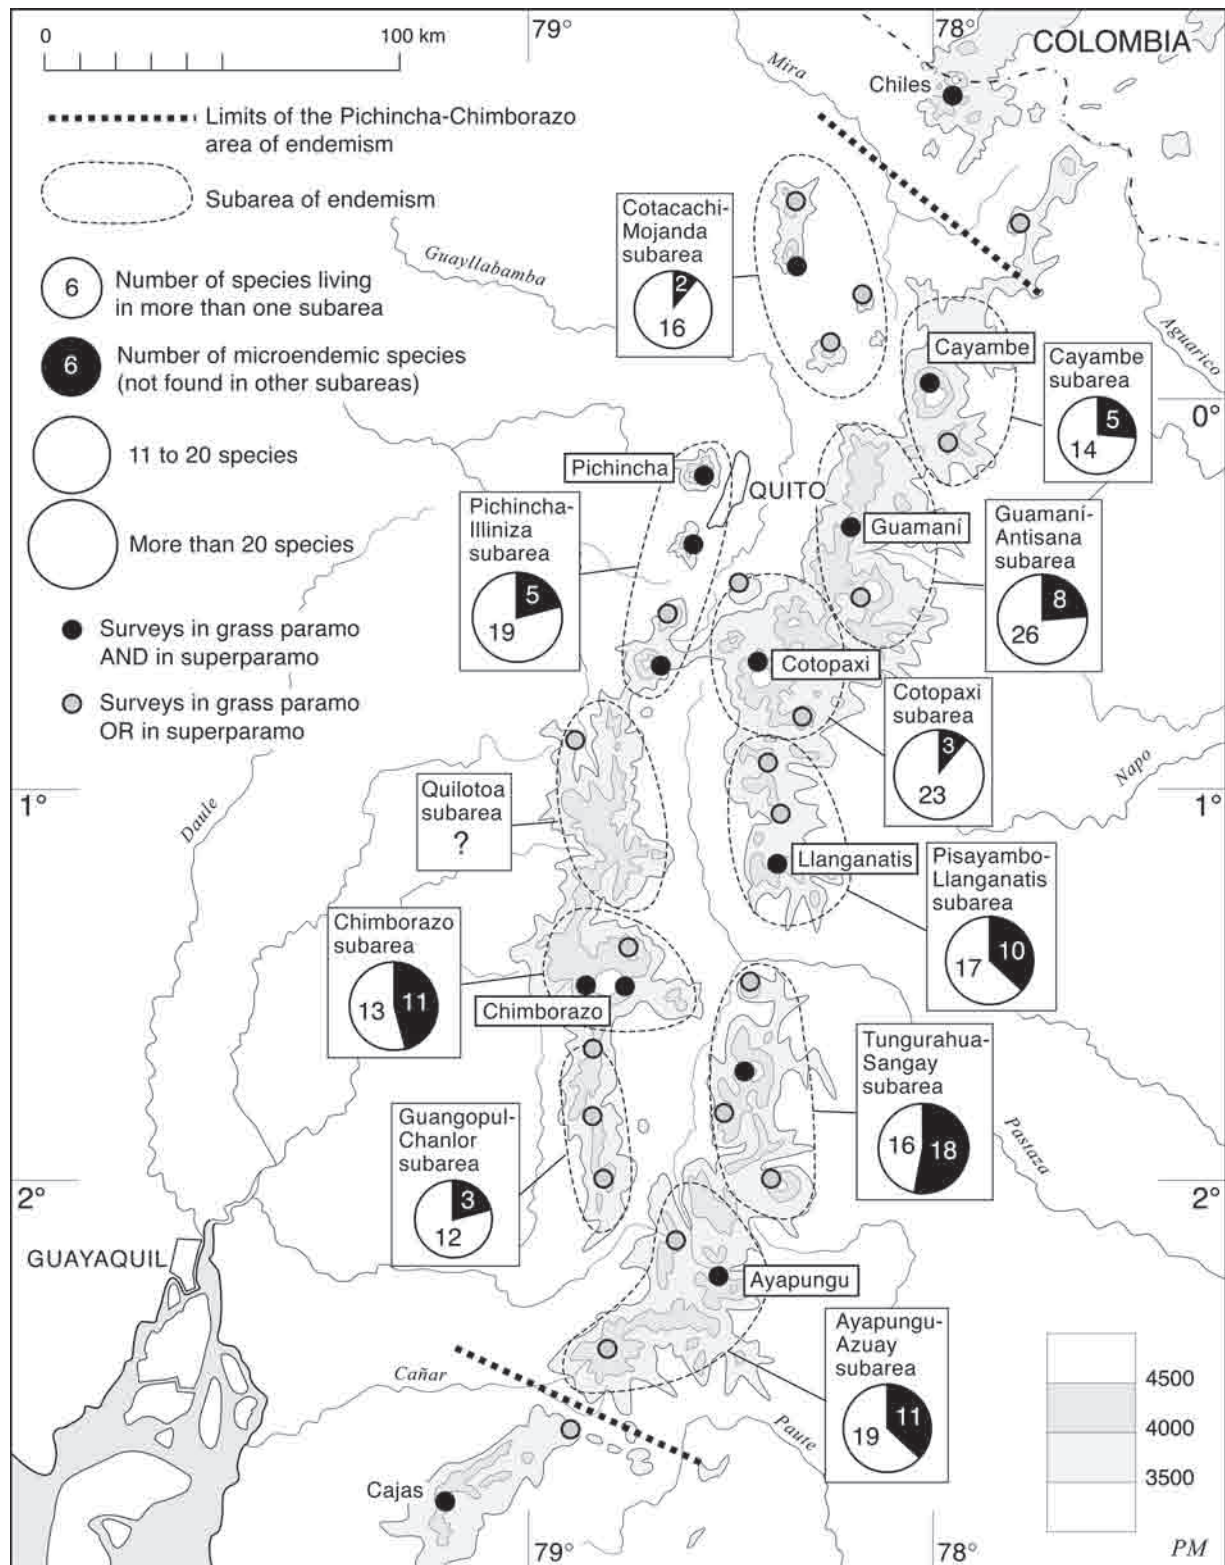 0
100 km
79°
78°
COLOMBIA
Mira
Chiles
Limits of the Pichincha-Chimborazo
area of endemism
Subarea of endemism
Guayllabamba
Cotacachi-
Mojanda
subarea
2
16
6
Number of species living
in more than one subarea
6
Number of microendemic species
(not found in other subareas)
11 to 20 species
More than 20 species
Surveys in grass paramo
AND in superparamo
Surveys in grass paramo
OR in superparamo
Aguarico
Cayambe
Cayambe
subarea
5
14
0°
Pichincha
QUITO
Pichincha-
Illiniza
subarea
5
19
Guamaní
Guamaní-
Antisana
subarea
8
26
Cotopaxi
Cotopaxi
subarea
3
23
Napo
1°
1°
Daule
Quilotoa
subarea
?
Llanganatis
Pisayambo-
Llanganatis
subarea
10
17
Chimborazo
subarea
13
11
Chimborazo
Tungurahua-
Sangay
subarea
16
18
Pastaza
Guangopul-
Chanlor
subarea
3
12
2°
2°
GUAYAQUIL
Ayapungu
Ayapungu-
Azuay
subarea
11
19
Cañar
Paute
Cajas
4500
4000
3500
79°
78°
PM